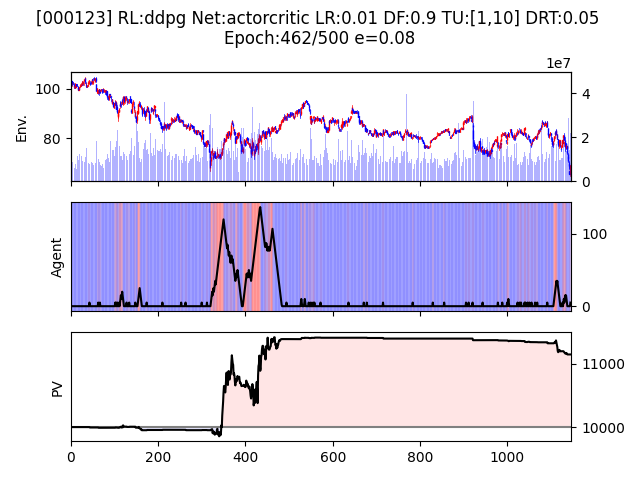 [000123] RL:ddpg Net:actorcritic LR:0.01 DF:0.9 TU:[1,10] DRT:0.05
Epoch:462/500 e=0.08
1e7
Env.
100
80
4
2
0
Agent
100
0
PV
11000
10000
0
200
400
600
800
1000